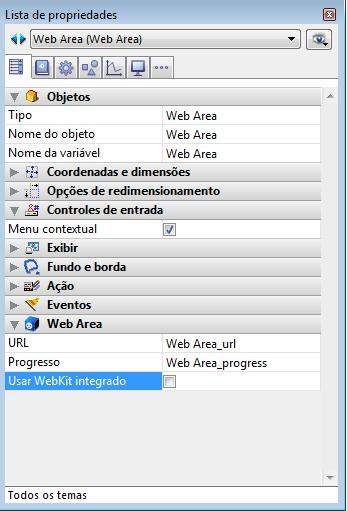 Lista de propriedades
Web Area (Web Area)
Objetos
Tipo Web Area
Nome do objeto Web Area
Nome da variável Web Area
Coordenadas e dimensões
Opções de redimensionamento
Controles de entrada
Menu contextual
Exibir
Fundo e borda
Ação
Eventos
Web Area
URL Web Area_url
Progresso Web Area_progress
Usar WebKit integrado
Todos os temas